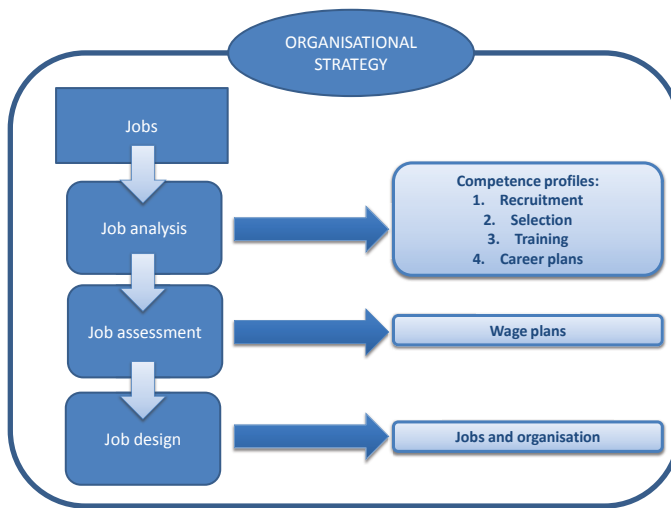 ORGANISATIONAL
STRATEGY
Jobs
Job analysis
Competence profiles:
1. Recruitment
2. Selection
3. Training
4. Career plans
Job assessment
Wage plans
Job design
Jobs and organisation